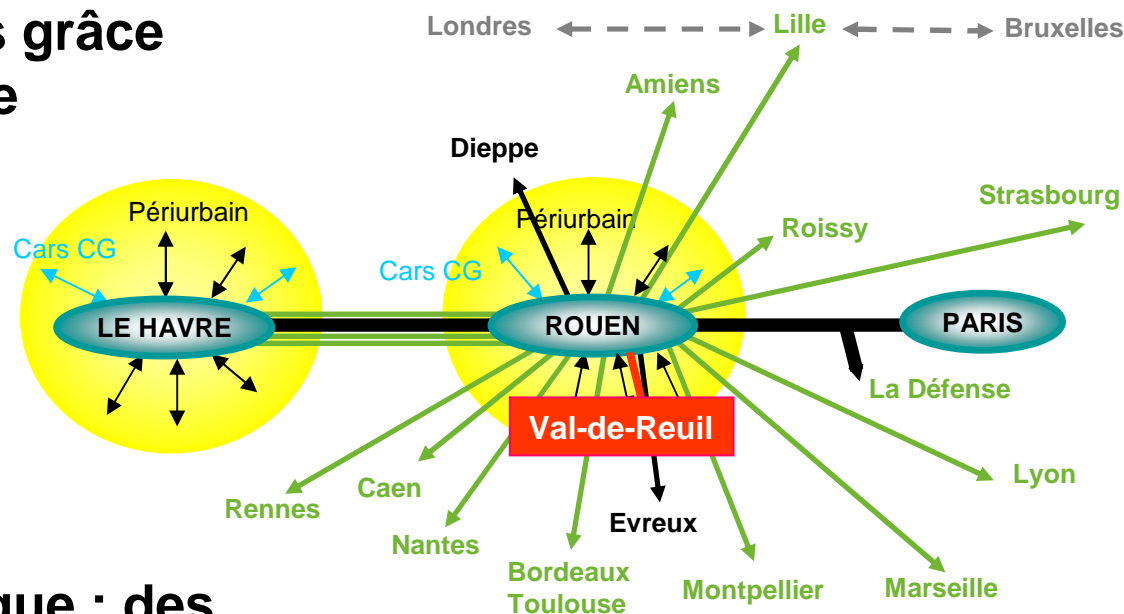 s grâce
e
Londres
Lille
Bruxelles
Amiens
Dieppe
Strasbourg
Périurbain
Périurbain
Roissy
Cars CG
Cars CG
LE HAVRE
ROUEN
PARIS
La Défense
Val-de-Reuil
Lyon
Caen
Rennes
Evreux
Nantes
Bordeaux
Toulouse
Montpellier
Marseille
que : des